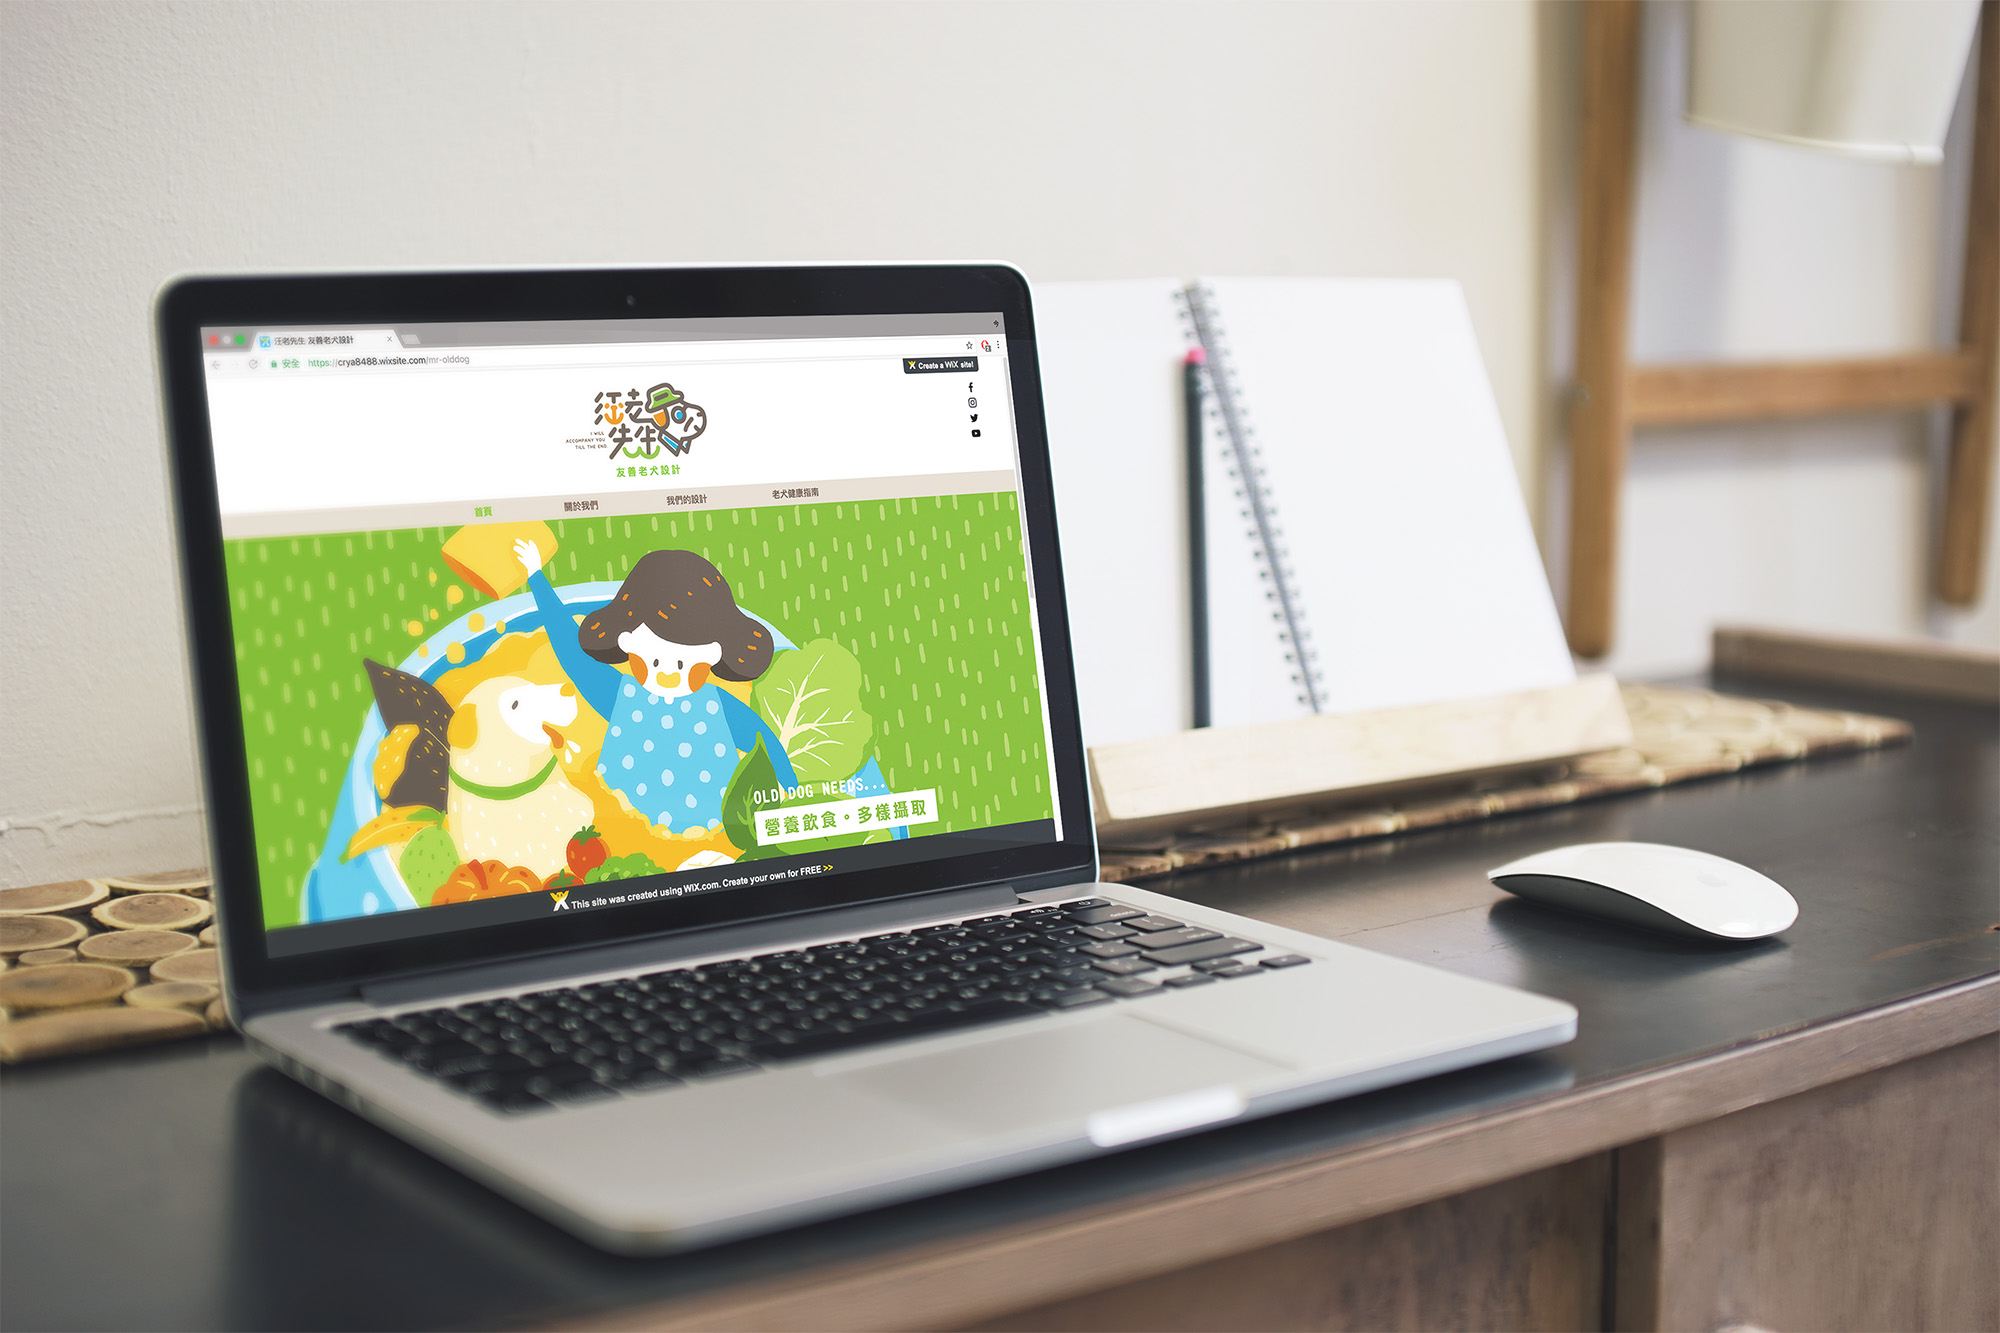 汪老先生 友善老犬設計
安全 https://crya8488.wixsite.com/mr-olddog
Create a WiX site!
汪老
先生
I WILL
ACCOMPANY YOU
TILL THE END.
友善老犬設計
首頁 關於我們 我們的設計 老犬健康指南
OLD DOG NEEDS...
營養飲食。多樣攝取
This site was created using WIX.com. Create your own for FREE >>